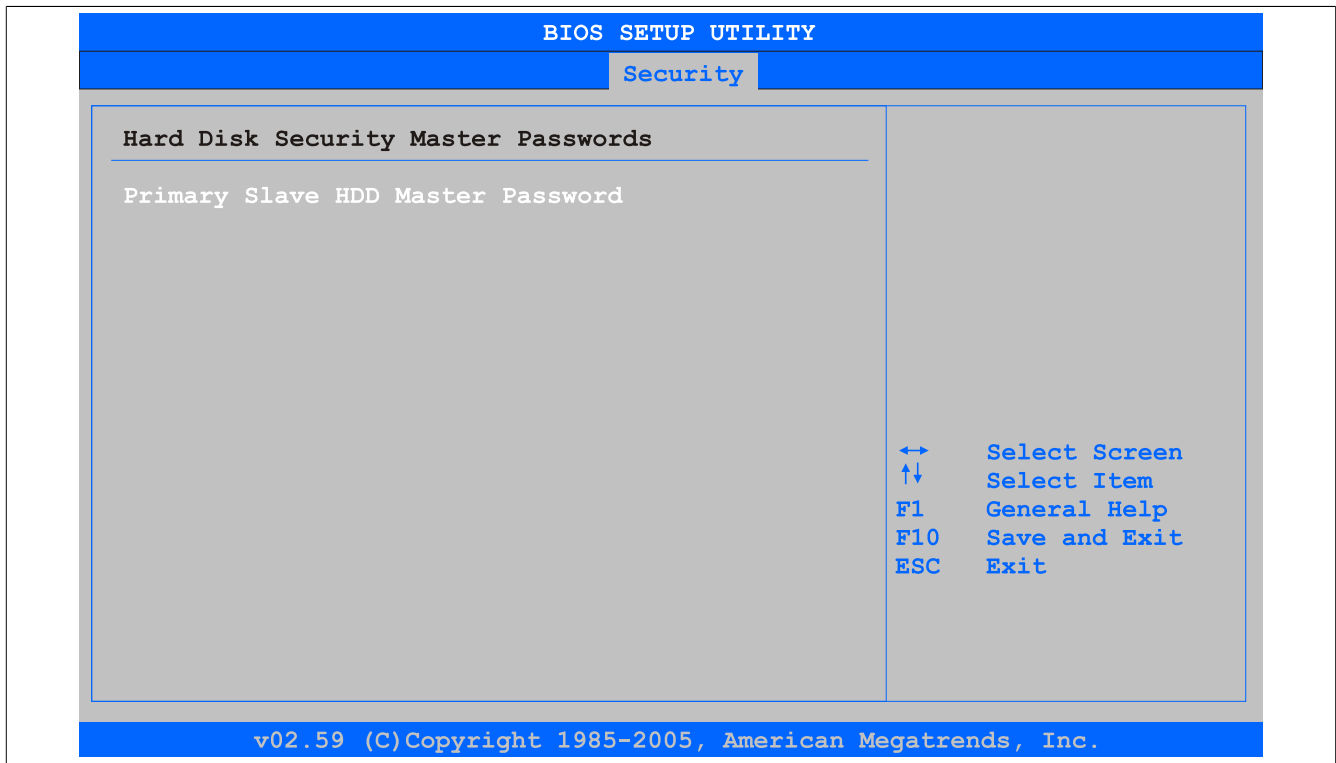 BIOS SETUP UTILITY
Security
Hard Disk Security Master Passwords
Primary Slave HDD Master Password
←→ Select Screen
↑↓ Select Item
F1 General Help
F10 Save and Exit
ESC Exit
v02.59 (C)Copyright 1985-2005, American Megatrends, Inc.